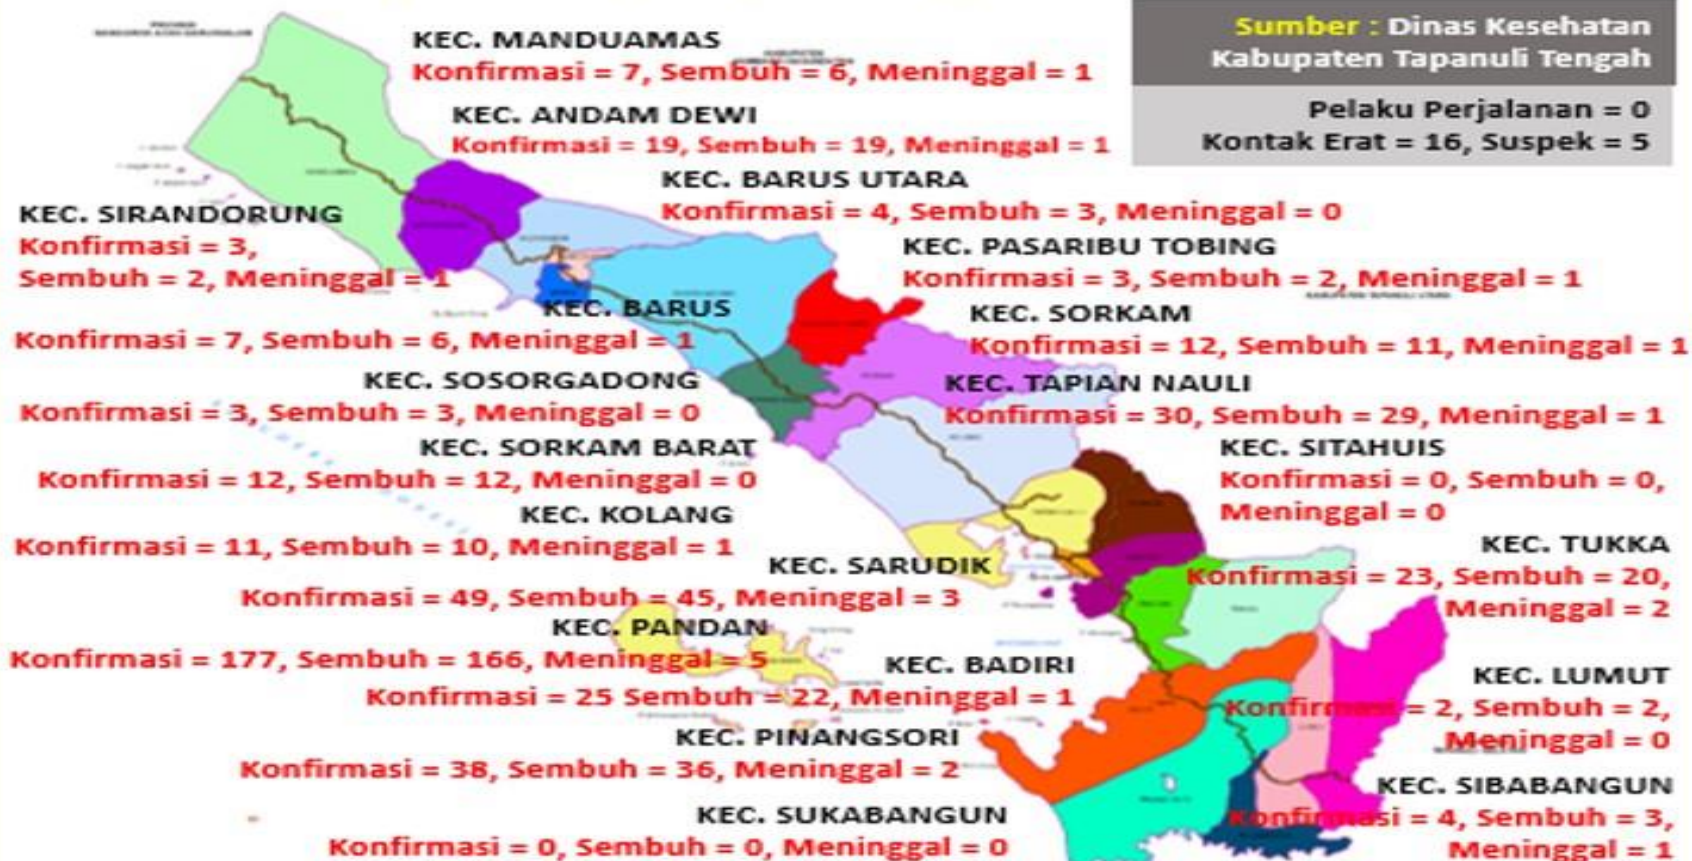 Sumber : Dinas Kesehatan
Kabupaten Tapanuli Tengah
Pelaku Perjalanan = 0
Kontak Erat = 16, Suspek = 5
KEC. MANDUAMAS
Konfirmasi = 7, Sembuh = 6, Meninggal = 1
KEC. ANDAM DEWI
Konfirmasi = 19, Sembuh = 19, Meninggal = 1
KEC. BARUS UTARA
Konfirmasi = 4, Sembuh = 3, Meninggal = 0
KEC. SIRANDORUNG
Konfirmasi = 3,
Sembuh = 2, Meninggal = 1
KEC. PASARIBU TOBING
Konfirmasi = 3, Sembuh = 2, Meninggal = 1
KEC. BARUS
Konfirmasi = 7, Sembuh = 6, Meninggal = 1
KEC. SORKAM
Konfirmasi = 12, Sembuh = 11, Meninggal = 1
KEC. SOSORGADONG
Konfirmasi = 3, Sembuh = 3, Meninggal = 0
KEC. TAPIAN NAULI
Konfirmasi = 30, Sembuh = 29, Meninggal = 1
KEC. SORKAM BARAT
Konfirmasi = 12, Sembuh = 12, Meninggal = 0
KEC. SITAHUIS
Konfirmasi = 0, Sembuh = 0,
Meninggal = 0
KEC. KOLANG
Konfirmasi = 11, Sembuh = 10, Meninggal = 1
KEC. TUKKA
Konfirmasi = 23, Sembuh = 20,
Meninggal = 2
KEC. SARUDIK
Konfirmasi = 49, Sembuh = 45, Meninggal = 3
KEC. PANDAN
Konfirmasi = 177, Sembuh = 166, Meninggal = 5
KEC. BADIRI
Konfirmasi = 25 Sembuh = 22, Meninggal = 1
KEC. LUMUT
Konfirmasi = 2, Sembuh = 2,
Meninggal = 0
KEC. PINANGSORI
Konfirmasi = 38, Sembuh = 36, Meninggal = 2
KEC. SIBABANGUN
Konfirmasi = 4, Sembuh = 3,
Meninggal = 1
KEC. SUKABANGUN
Konfirmasi = 0, Sembuh = 0, Meninggal = 0